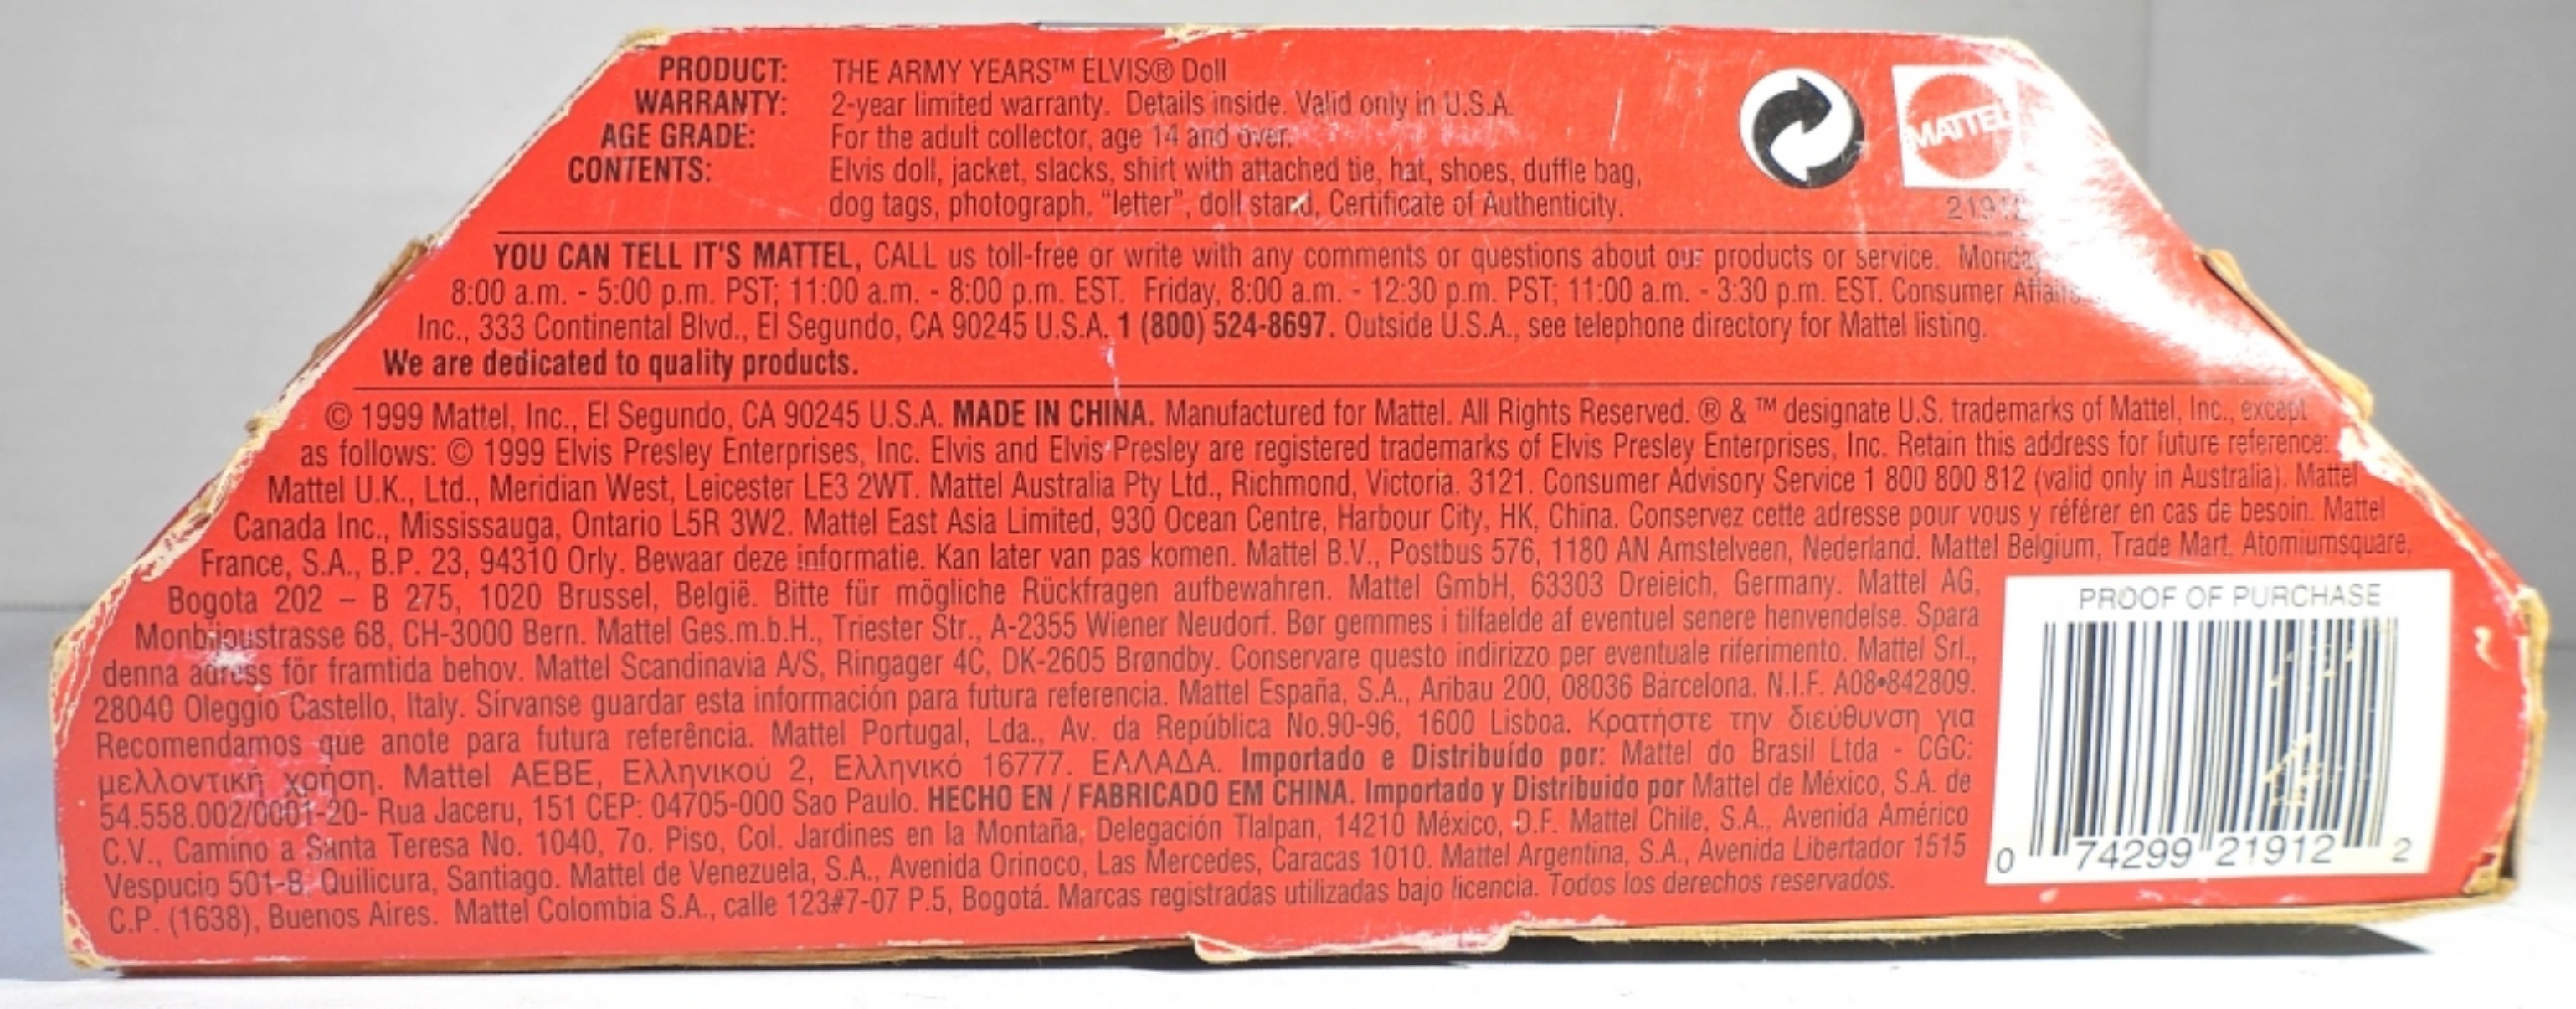 PRODUCT: THE ARMY YEARS™ ELVIS® Doll
WARRANTY: 2-year limited warranty. Details inside. Valid only in U.S.A.
AGE GRADE: For the adult collector, age 14 and over.
CONTENTS: Elvis doll, jacket, slacks, shirt with attached tie, hat, shoes, duffle bag,
dog tags, photograph, “letter”, doll stand, Certificate of Authenticity.
MATTEL
21912
YOU CAN TELL IT'S MATTEL, CALL us toll-free or write with any comments or questions about our products or service. Monday
8:00 a.m. - 5:00 p.m. PST; 11:00 a.m. - 8:00 p.m. EST. Friday, 8:00 a.m. - 12:30 p.m. PST; 11:00 a.m. - 3:30 p.m. EST. Consumer Affairs
Inc., 333 Continental Blvd., El Segundo, CA 90245 U.S.A. 1 (800) 524-8697. Outside U.S.A., see telephone directory for Mattel listing.
We are dedicated to quality products.
© 1999 Mattel, Inc., El Segundo, CA 90245 U.S.A. MADE IN CHINA. Manufactured for Mattel. All Rights Reserved. ® & ™ designate U.S. trademarks of Mattel, Inc., except
as follows: © 1999 Elvis Presley Enterprises, Inc. Elvis and Elvis Presley are registered trademarks of Elvis Presley Enterprises, Inc. Retain this address for future reference:
Mattel U.K., Ltd., Meridian West, Leicester LE3 2WT. Mattel Australia Pty Ltd., Richmond, Victoria. 3121. Consumer Advisory Service 1 800 800 812 (valid only in Australia). Mattel
Canada Inc., Mississauga, Ontario L5R 3W2. Mattel East Asia Limited, 930 Ocean Centre, Harbour City, HK, China. Conservez cette adresse pour vous y référer en cas de besoin. Mattel
France, S.A., B.P. 23, 94310 Orly. Bewaar deze informatie. Kan later van pas komen. Mattel B.V., Postbus 576, 1180 AN Amstelveen, Nederland. Mattel Belgium, Trade Mart. Atomiumsquare,
Bogota 202 – B 275, 1020 Brussel, België. Bitte für mögliche Rückfragen aufbewahren. Mattel GmbH, 63303 Dreieich, Germany. Mattel AG,
Monbijoustrasse 68, CH-3000 Bern. Mattel Ges.m.b.H., Triester Str., A-2355 Wiener Neudorf. Bør gemmes i tilfaelde af eventuel senere henvendelse. Spara
denna adress för framtida behov. Mattel Scandinavia A/S, Ringager 4C, DK-2605 Brøndby. Conservare questo indirizzo per eventuale riferimento. Mattel Srl.,
28040 Oleggio Castello, Italy. Sírvanse guardar esta información para futura referencia. Mattel España, S.A., Aribau 200, 08036 Barcelona. N.I.F. A08•842809.
Recomendamos que anote para futura referência. Mattel Portugal, Lda., Av. da República No.90-96, 1600 Lisboa. Κρατήστε την διεύθυνση για
μελλοντική χρήση. Mattel ΑΕΒΕ, Ελληνικού 2, Ελληνικό 16777. ΕΛΛΑΔΑ. Importado e Distribuído por: Mattel do Brasil Ltda - CGC:
54.558.002/0001-20- Rua Jaceru, 151 CEP: 04705-000 Sao Paulo. HECHO EN / FABRICADO EM CHINA. Importado y Distribuido por Mattel de México, S.A. de
C.V., Camino a Santa Teresa No. 1040, 7o. Piso, Col. Jardines en la Montaña, Delegación Tlalpan, 14210 México, D.F. Mattel Chile, S.A., Avenida Américo
Vespucio 501-B, Quilicura, Santiago. Mattel de Venezuela, S.A., Avenida Orinoco, Las Mercedes, Caracas 1010. Mattel Argentina, S.A., Avenida Libertador 1515
C.P. (1638), Buenos Aires. Mattel Colombia S.A., calle 123#7-07 P.5, Bogotá. Marcas registradas utilizadas bajo licencia. Todos los derechos reservados.
PROOF OF PURCHASE
0 74299 21912 2